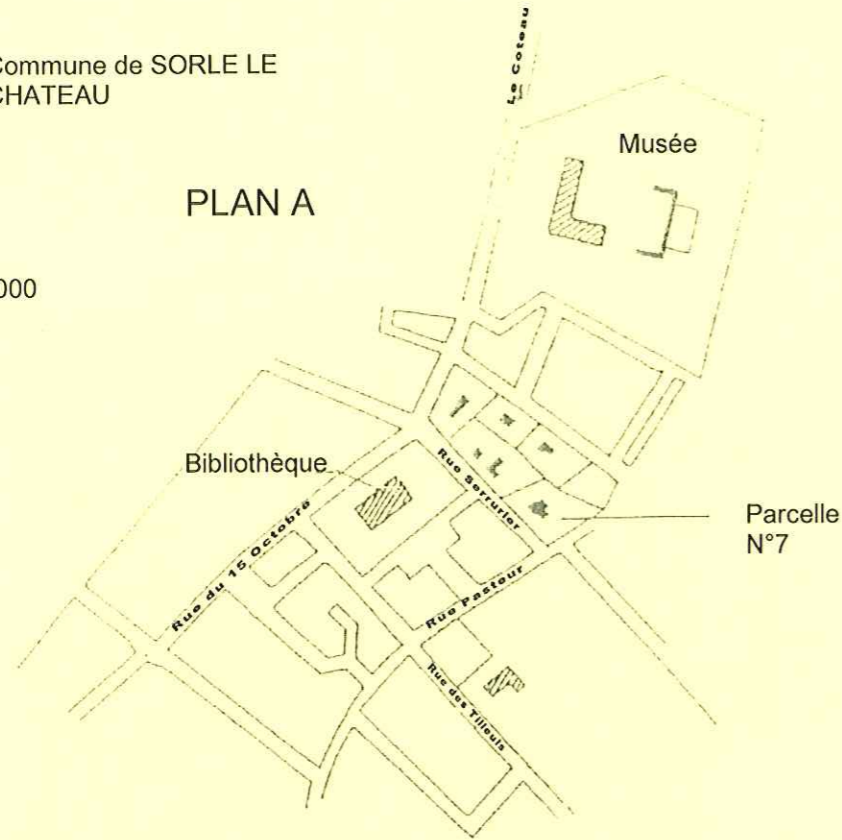 Le Coteau
Commune de SORLE LE
CHATEAU
Musée
PLAN A
000
Bibliothèque
Rue Serrurier
Rue du 15 Octobre
Parcelle
N°7
Rue Pasteur
Rue des Tilleuls